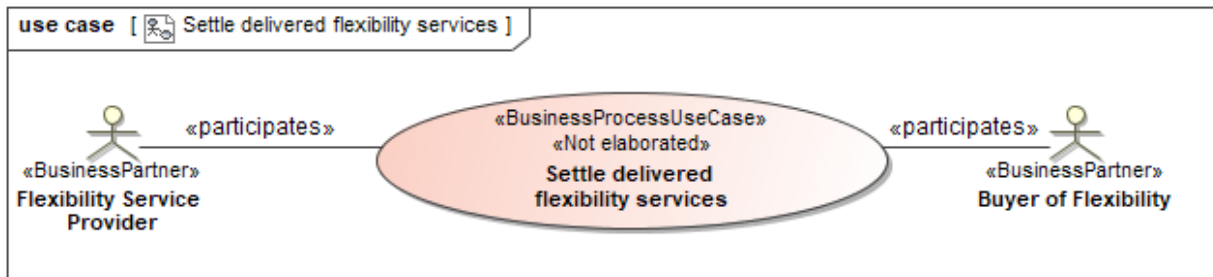 use case [ Settle delivered flexibility services ]
«participates»
«BusinessPartner»
Flexibility Service
Provider
«BusinessProcessUseCase»
«Not elaborated»
Settle delivered
flexibility services
«participates»
«BusinessPartner»
Buyer of Flexibility